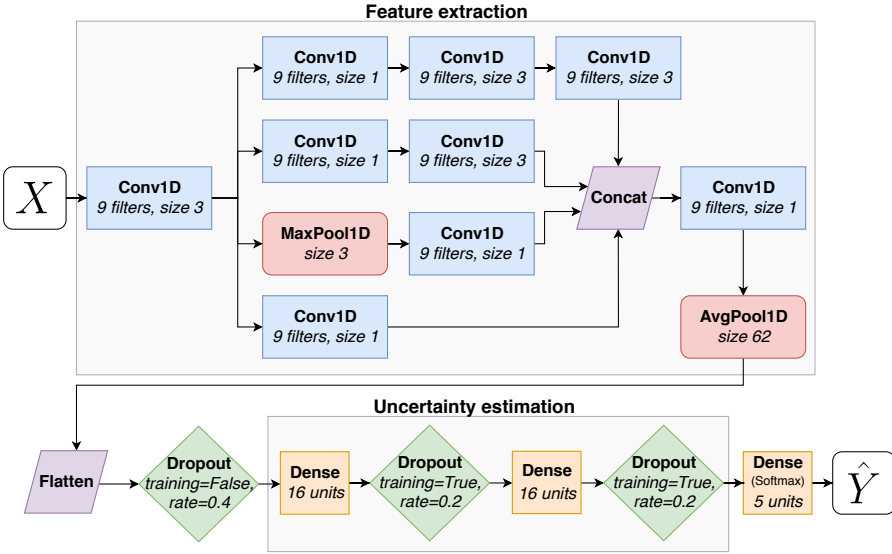 Feature extraction
Conv1D
9 filters, size 1
Conv1D
9 filters, size 3
Conv1D
9 filters, size 3
Conv1D
9 filters, size 1
Conv1D
9 filters, size 3
X
Conv1D
9 filters, size 3
Concat
Conv1D
9 filters, size 1
MaxPool1D
size 3
Conv1D
9 filters, size 1
Conv1D
9 filters, size 1
AvgPool1D
size 62
Uncertainty estimation
Flatten
Dropout
training=False,
rate=0.4
Dense
16 units
Dropout
training=True,
rate=0.2
Dense
16 units
Dropout
training=True,
rate=0.2
Dense
(Softmax)
5 units
Ŷ